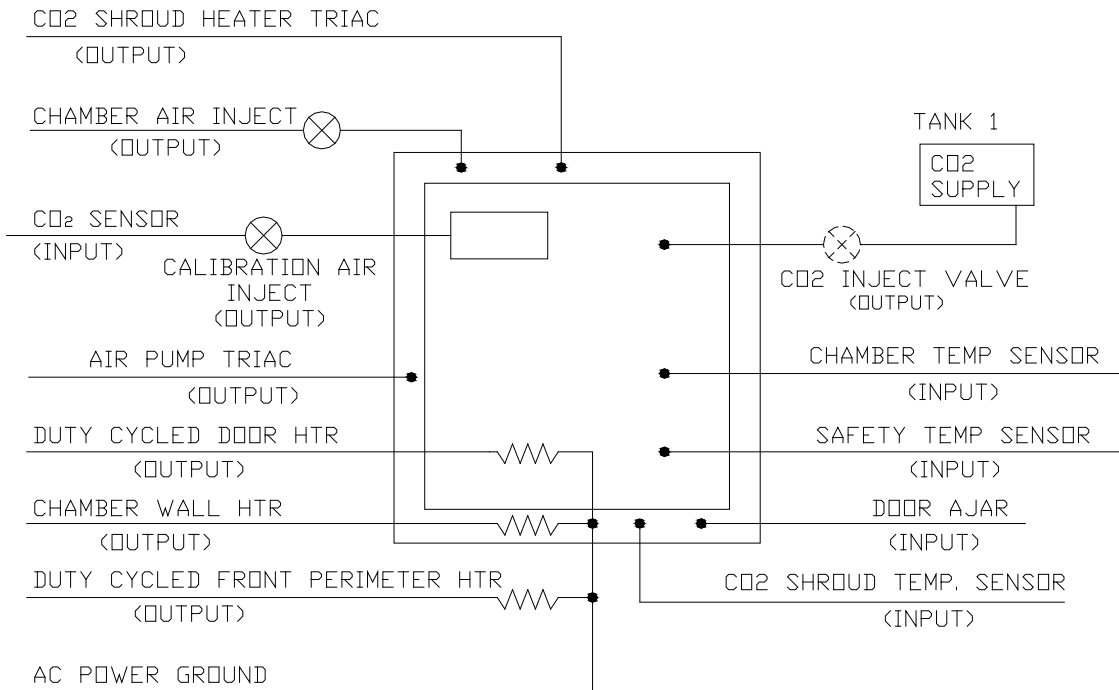 CO2 SHROUD HEATER TRIAC
(OUTPUT)
CHAMBER AIR INJECT
(OUTPUT)
TANK 1
CO2
SUPPLY
CO₂ SENSOR
(INPUT)
CALIBRATION AIR
INJECT
(OUTPUT)
CO2 INJECT VALVE
(OUTPUT)
AIR PUMP TRIAC
(OUTPUT)
CHAMBER TEMP SENSOR
(INPUT)
DUTY CYCLED DOOR HTR
(OUTPUT)
SAFETY TEMP SENSOR
(INPUT)
CHAMBER WALL HTR
(OUTPUT)
DOOR AJAR
(INPUT)
DUTY CYCLED FRONT PERIMETER HTR
(OUTPUT)
CO2 SHROUD TEMP. SENSOR
(INPUT)
AC POWER GROUND